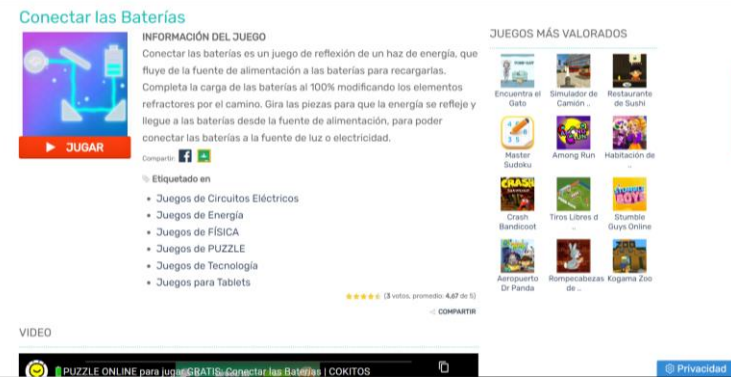 Conectar las Baterías
INFORMACIÓN DEL JUEGO
Conectar las baterías es un juego de reflexión de un haz de energía, que
fluye de la fuente de alimentación a las baterías para recargarlas.
Completa la carga de las baterías al 100% modificando los elementos
refractores por el camino. Gira las piezas para que la energía se refleje y
llegue a las baterías desde la fuente de alimentación, para poder
conectar las baterías a la fuente de luz o electricidad.
JUGAR
Compartir:
Etiquetado en
Juegos de Circuitos Eléctricos
Juegos de Energía
Juegos de FÍSICA
Juegos de PUZZLE
Juegos de Tecnología
Juegos para Tablets
(3 votos, promedio: 4,67 de 5)
COMPARTIR
VIDEO
PUZZLE ONLINE para jugar GRATIS: Conectar las Baterías | COKITOS
JUEGOS MÁS VALORADOS
Encuentra el Gato
Simulador de Camión ..
Restaurante de Sushi
Master Sudoku
Among Run
Habitación de ..
CRASH
STUMBLE BOYS
Crash Bandicoot
Tiros Libres d ..
Stumble Guys Online
ZOO
Aeropuerto Dr Panda
Rompecabezas de ..
Kogama Zoo
Privacidad